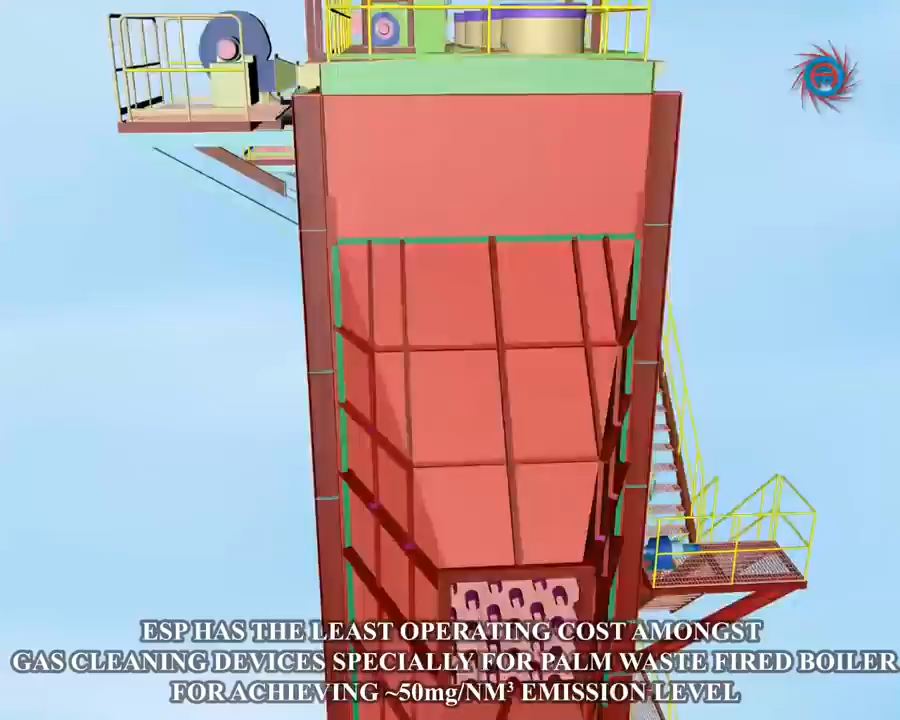 ESP HAS THE LEAST OPERATING COST AMONGST
GAS CLEANING DEVICES SPECIALLY FOR PALM WASTE FIRED BOILER
FOR ACHIEVING ~50mg/NM³ EMISSION LEVEL